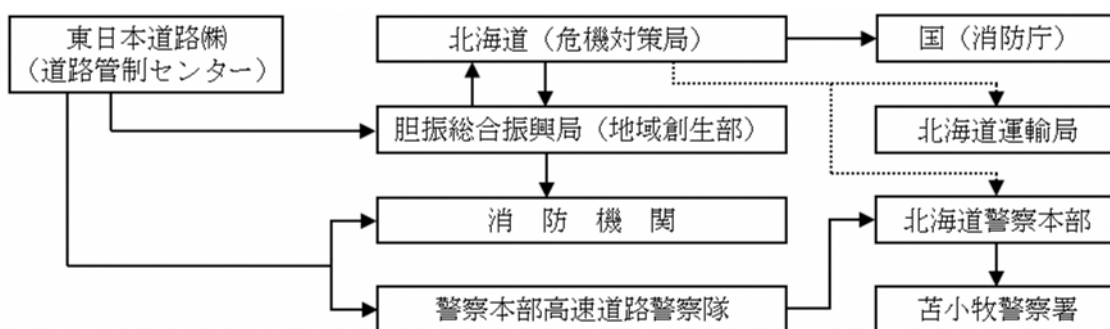 東日本道路㈱
（道路管制センター）
北海道（危機対策局）
国（消防庁）
胆振総合振興局（地域創生部）
北海道運輸局
消防機関
北海道警察本部
警察本部高速道路警察隊
苫小牧警察署